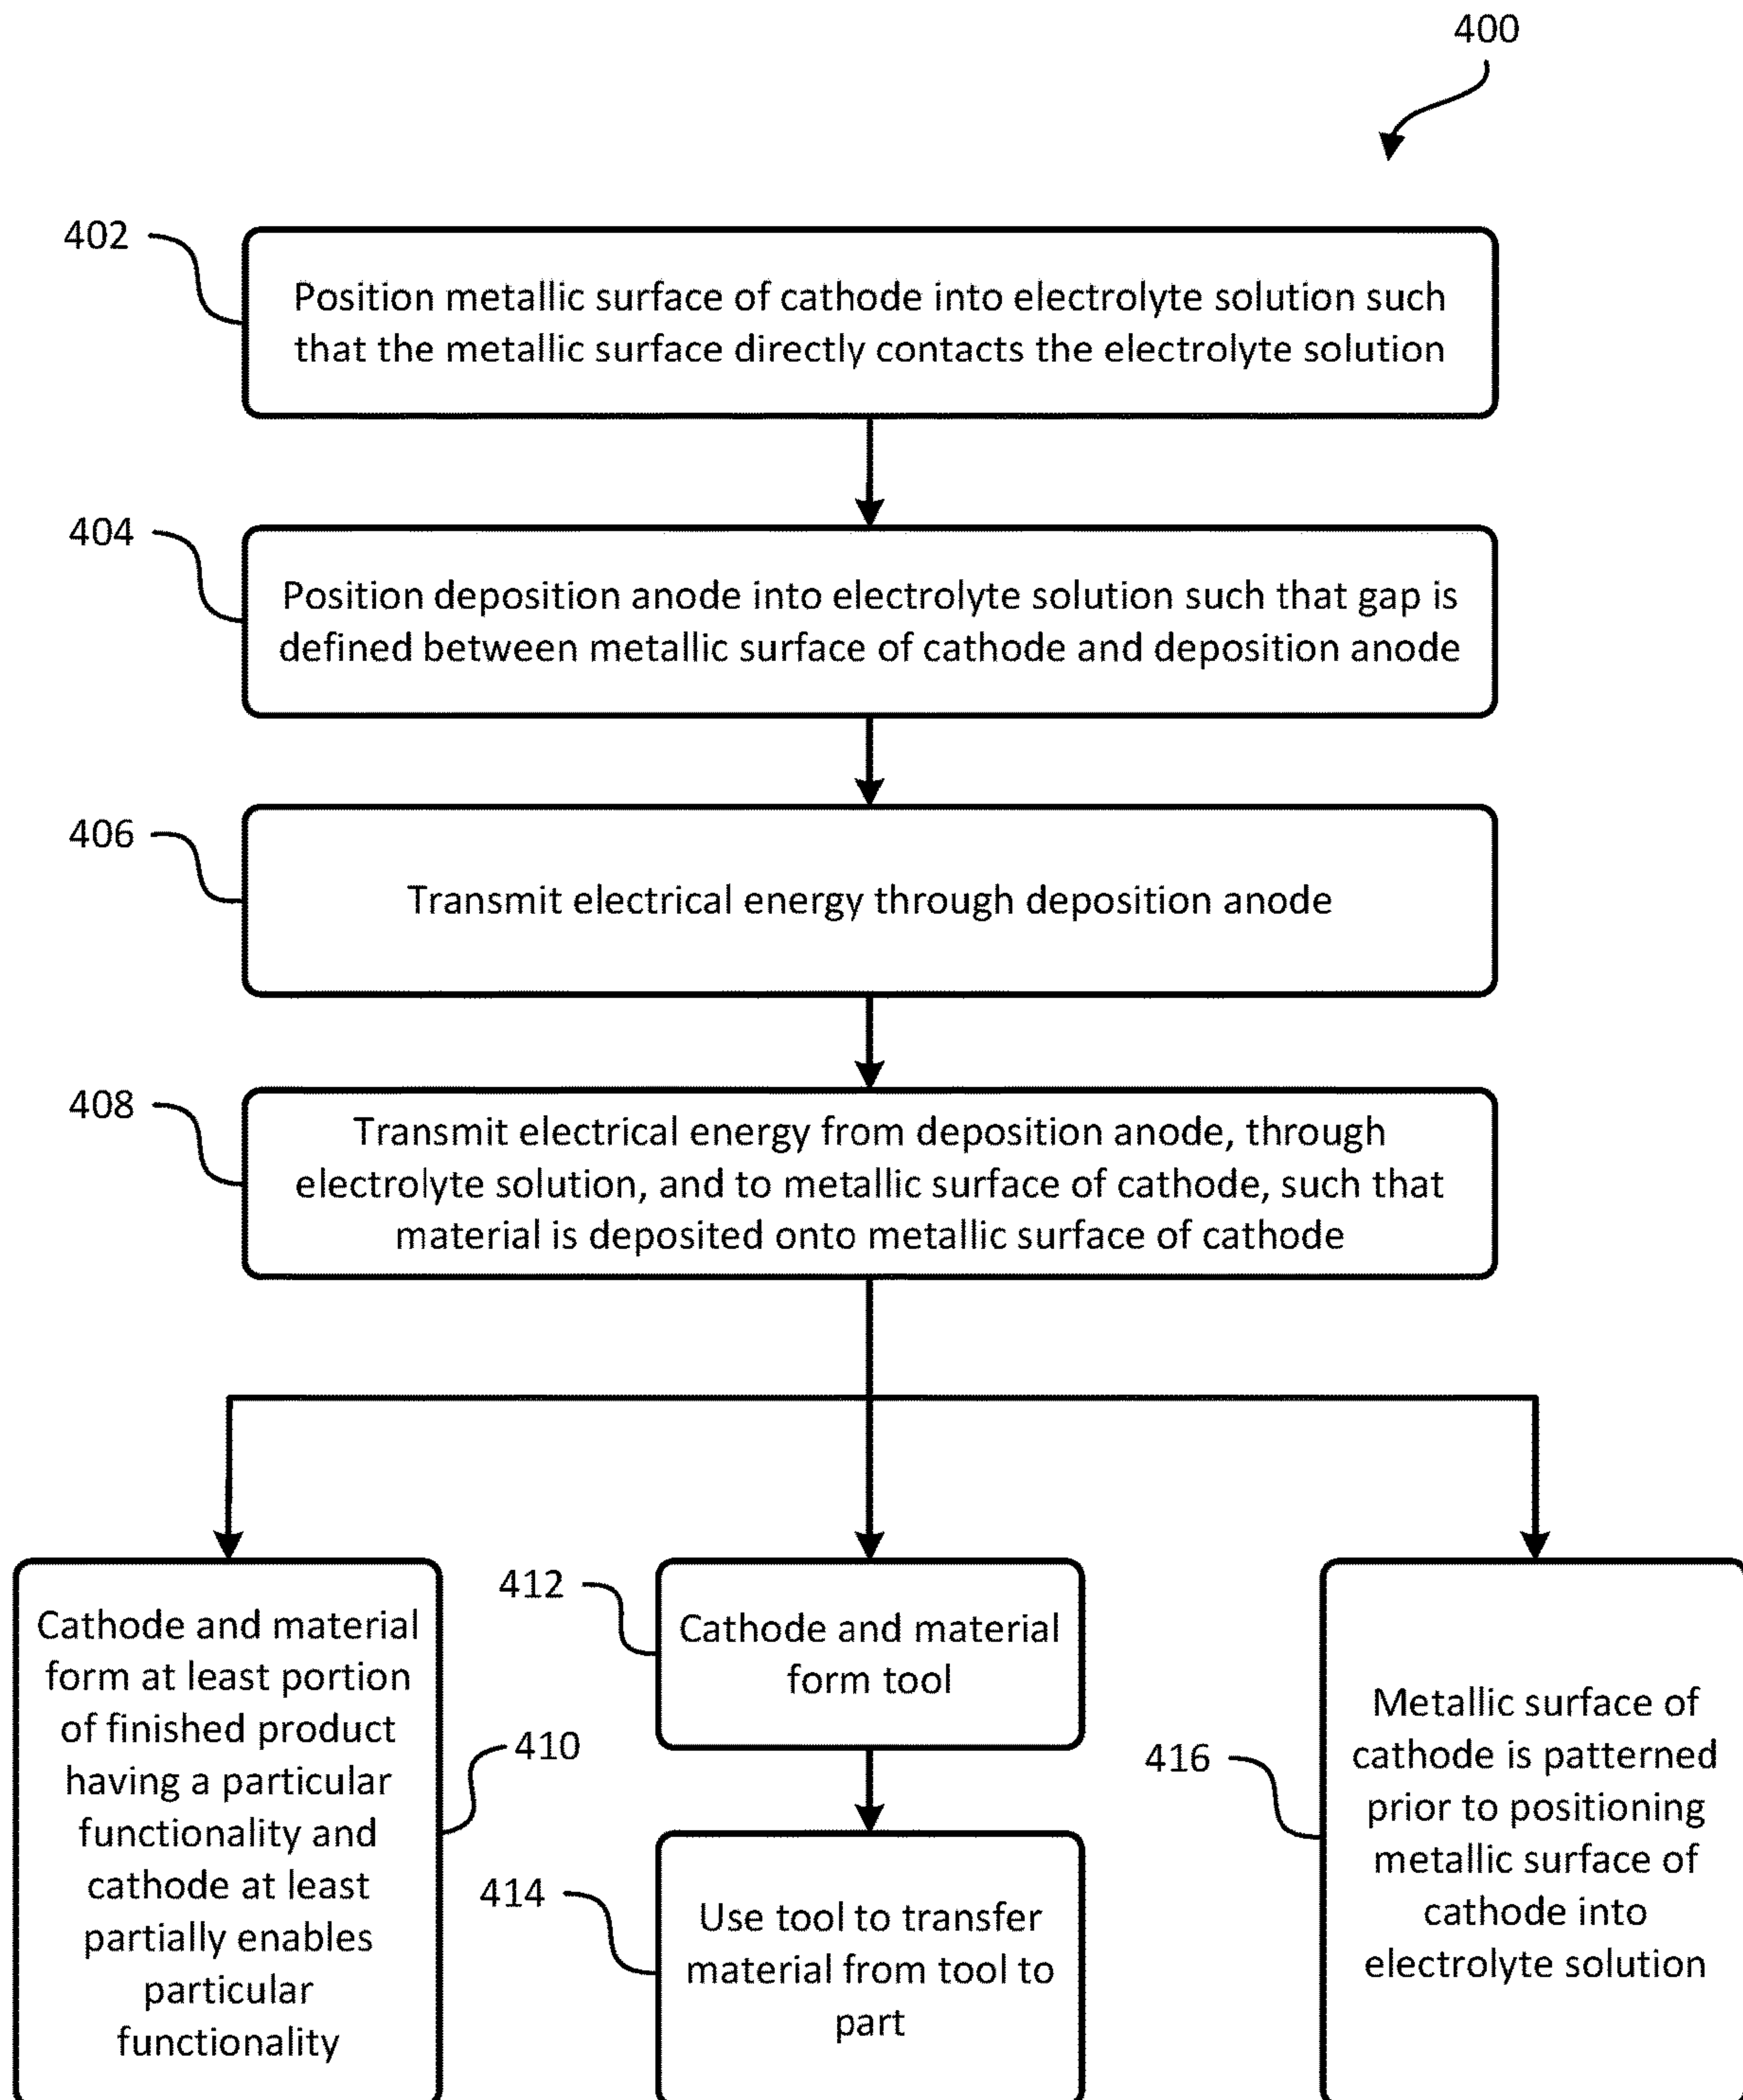 400
402
Position metallic surface of cathode into electrolyte solution such
that the metallic surface directly contacts the electrolyte solution
404
Position deposition anode into electrolyte solution such that gap is
defined between metallic surface of cathode and deposition anode
406
Transmit electrical energy through deposition anode
408
Transmit electrical energy from deposition anode, through
electrolyte solution, and to metallic surface of cathode, such that
material is deposited onto metallic surface of cathode
Cathode and material
form at least portion
of finished product
having a particular
functionality and
cathode at least
partially enables
particular
functionality
410
412
Cathode and material
form tool
414
Use tool to transfer
material from tool to
part
416
Metallic surface of
cathode is patterned
prior to positioning
metallic surface of
cathode into
electrolyte solution